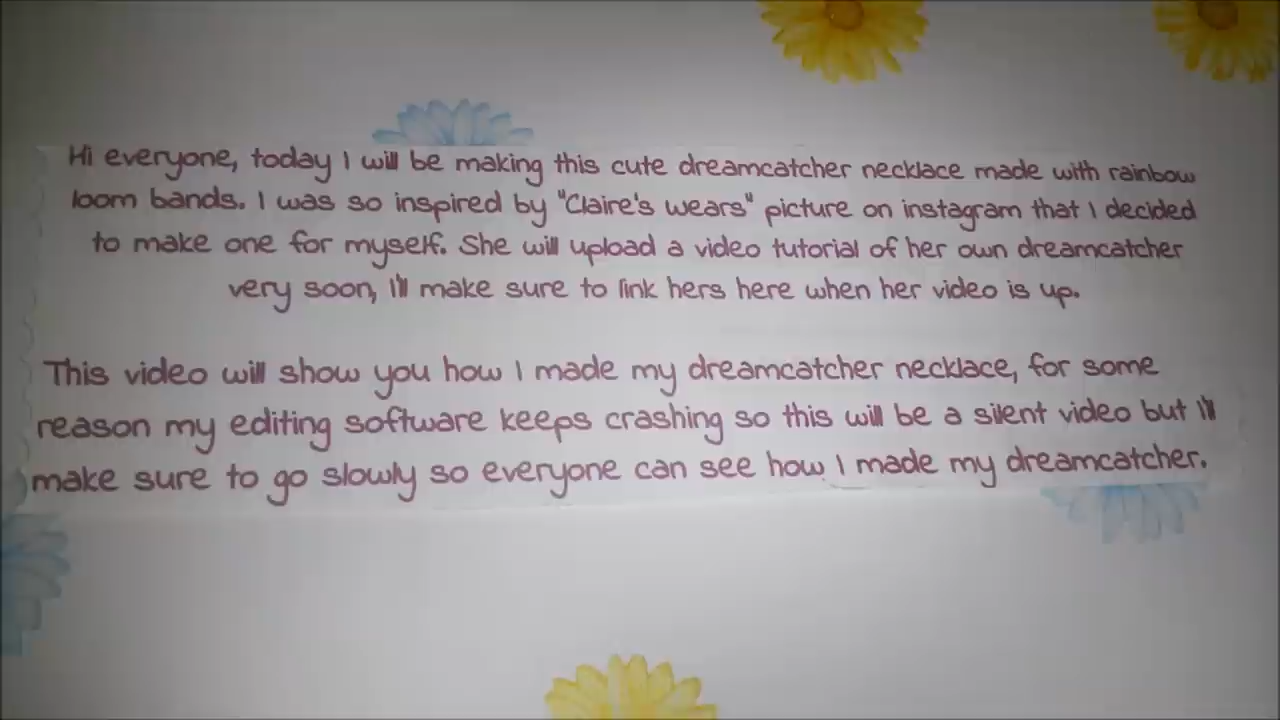 Hi everyone, today I will be making this cute dreamcatcher necklace made with rainbow
loom bands. I was so inspired by "Claire's wears" picture on instagram that I decided
to make one for myself. She will upload a video tutorial of her own dreamcatcher
very soon, I'll make sure to link hers here when her video is up.
This video will show you how I made my dreamcatcher necklace, for some
reason my editing software keeps crashing so this will be a silent video but I'll
make sure to go slowly so everyone can see how I made my dreamcatcher.